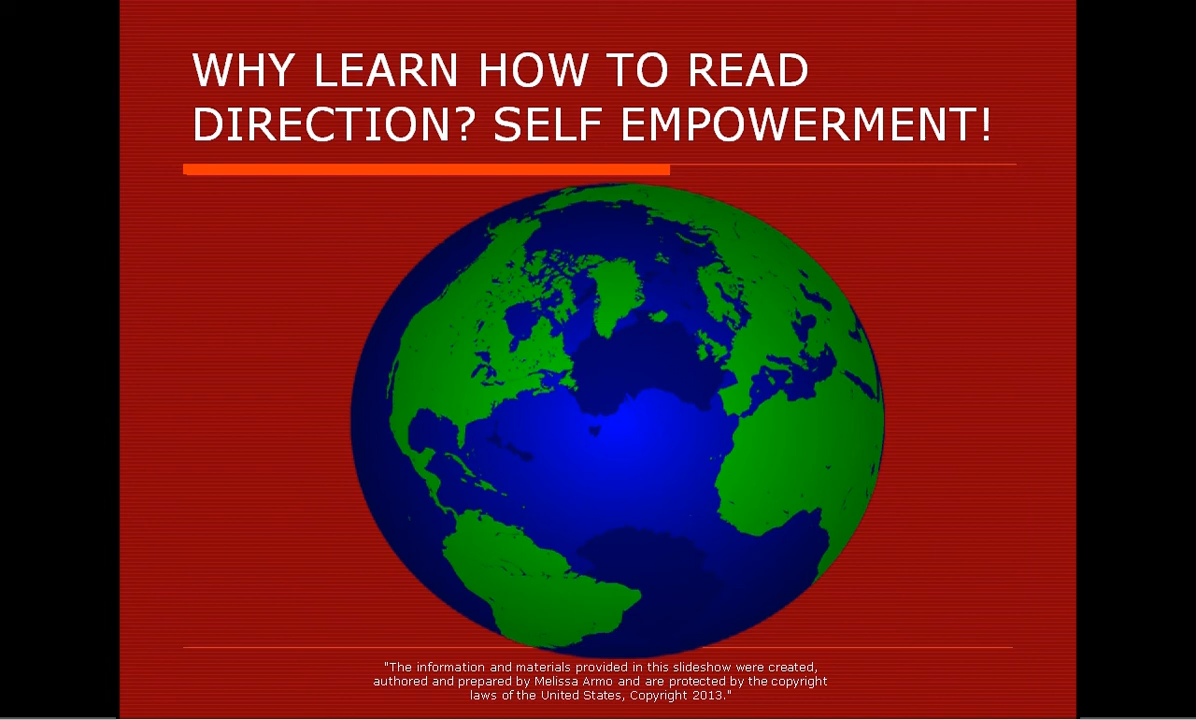 WHY LEARN HOW TO READ
DIRECTION? SELF EMPOWERMENT!
"The information and materials provided in this slideshow were created,
authored and prepared by Melissa Armo and are protected by the copyright
laws of the United States, Copyright 2013."